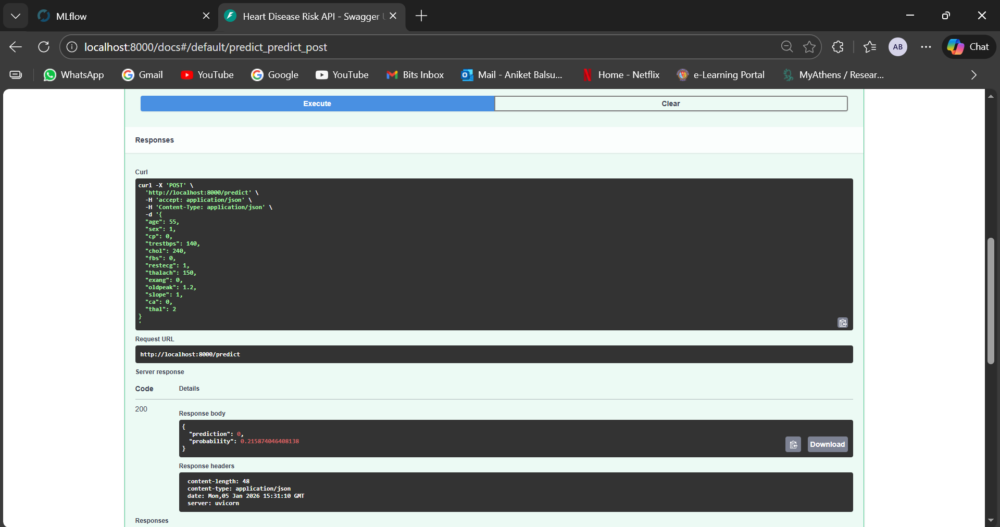 MLflow
Heart Disease Risk API - Swagger U
localhost:8000/docs#/default/predict_predict_post
AB
Chat
WhatsApp
Gmail
YouTube
Google
YouTube
Bits Inbox
Mail - Aniket Balsu...
Home - Netflix
e-Learning Portal
MyAthens / Resear...
Execute
Clear
Responses
Curl
curl -X 'POST' \
'http://localhost:8000/predict' \
-H 'accept: application/json' \
-H 'Content-Type: application/json' \
-d '{
"age": 55,
"sex": 1,
"cp": 0,
"trestbps": 140,
"chol": 240,
"fbs": 0,
"restecg": 1,
"thalach": 150,
"exang": 0,
"oldpeak": 1.2,
"slope": 1,
"ca": 0,
"thal": 2
}
'
Request URL
http://localhost:8000/predict
Server response
Code Details
200
Response body
{
"prediction": 0,
"probability": 0.215874046408138
}
Download
Response headers
content-length: 48
content-type: application/json
date: Mon,05 Jan 2026 15:31:10 GMT
server: uvicorn
Responses